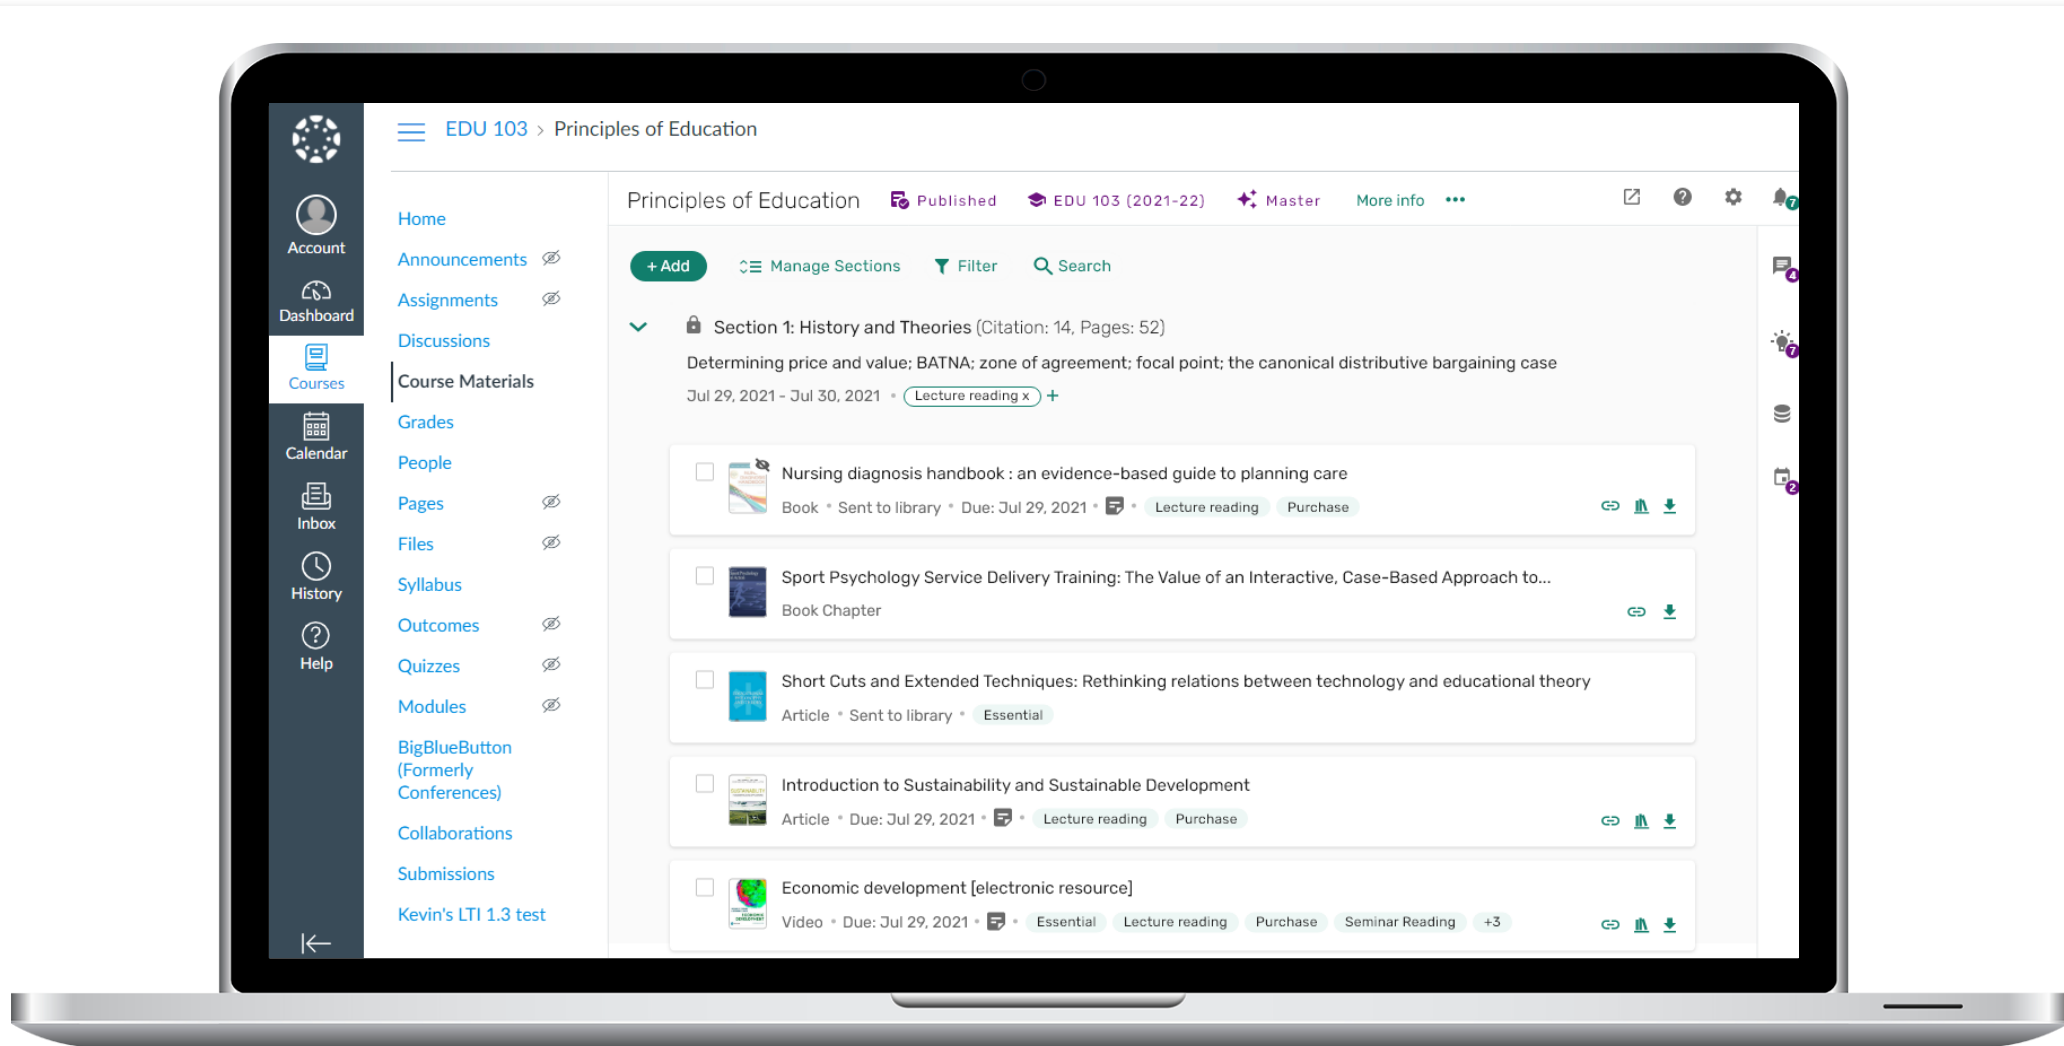 EDU 103 > Principles of Education
Account
Dashboard
Courses
Calendar
Inbox
History
Help
Home
Announcements
Assignments
Discussions
Course Materials
Grades
People
Pages
Files
Syllabus
Outcomes
Quizzes
Modules
BigBlueButton
(Formerly
Conferences)
Collaborations
Submissions
Kevin's LTI 1.3 test
Principles of Education Published EDU 103 (2021-22) Master More info ••• 7
+ Add Manage Sections Filter Search
4
7
2
Section 1: History and Theories (Citation: 14, Pages: 52)
Determining price and value; BATNA; zone of agreement; focal point; the canonical distributive bargaining case
Jul 29, 2021 - Jul 30, 2021 • Lecture reading x +
Nursing diagnosis handbook : an evidence-based guide to planning care
Book • Sent to library • Due: Jul 29, 2021 • • Lecture reading Purchase
Sport Psychology Service Delivery Training: The Value of an Interactive, Case-Based Approach to...
Book Chapter
Short Cuts and Extended Techniques: Rethinking relations between technology and educational theory
Article • Sent to library • Essential
Introduction to Sustainability and Sustainable Development
Article • Due: Jul 29, 2021 • • Lecture reading Purchase
SUSTAINABILITY
Economic development [electronic resource]
Video • Due: Jul 29, 2021 • • Essential Lecture reading Purchase Seminar Reading +3
ECONOMIC
DEVELOPMENT